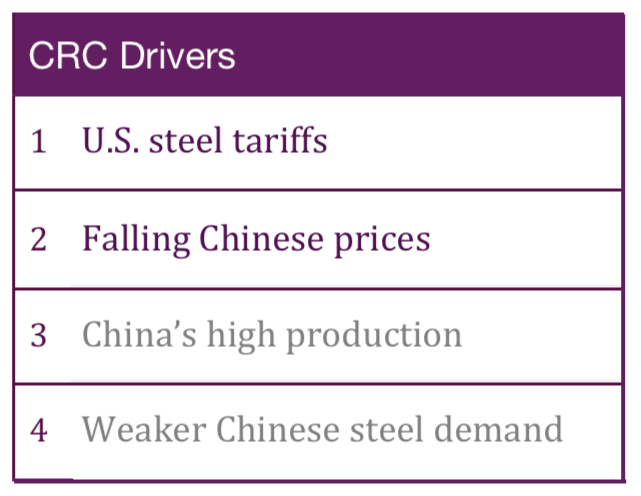 CRC Drivers
1 U.S. steel tariffs
2 Falling Chinese prices
3 China’s high production
4 Weaker Chinese steel demand